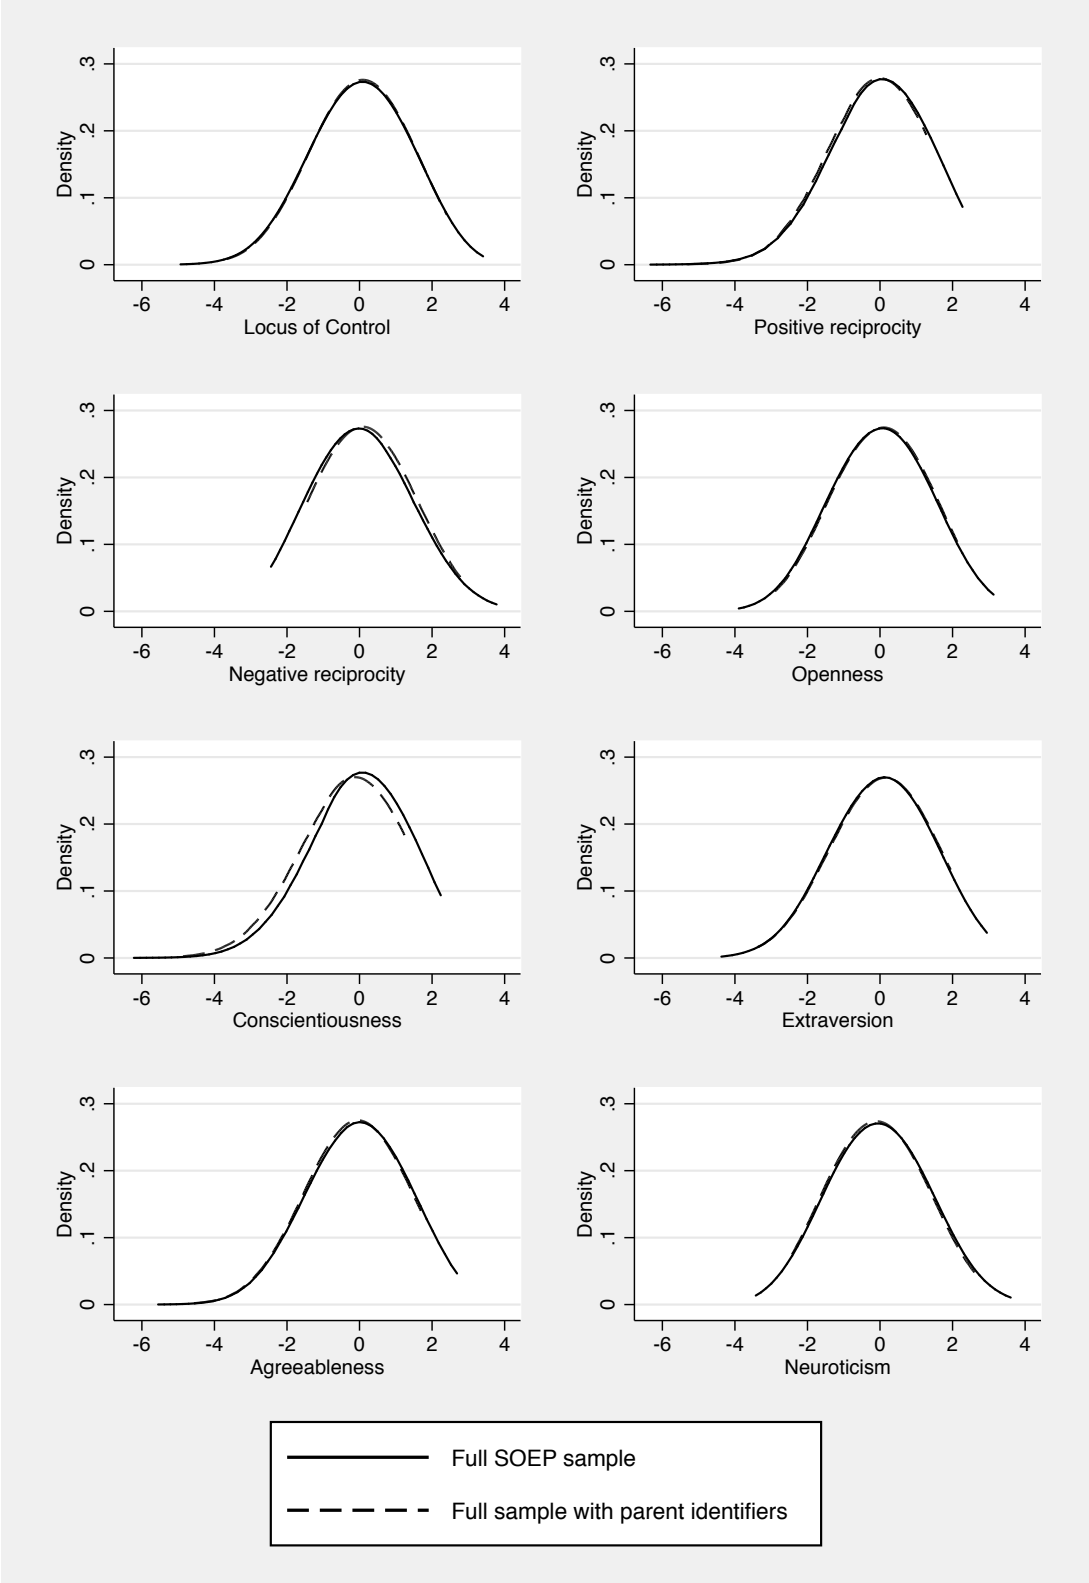 .3
.2
.1
0
Density
-6 -4 -2 0 2 4
Locus of Control
.3
.2
.1
0
Density
-6 -4 -2 0 2 4
Positive reciprocity
.3
.2
.1
0
Density
-6 -4 -2 0 2 4
Negative reciprocity
.3
.2
.1
0
Density
-6 -4 -2 0 2 4
Openness
.3
.2
.1
0
Density
-6 -4 -2 0 2 4
Conscientiousness
.3
.2
.1
0
Density
-6 -4 -2 0 2 4
Extraversion
.3
.2
.1
0
Density
-6 -4 -2 0 2 4
Agreeableness
.3
.2
.1
0
Density
-6 -4 -2 0 2 4
Neuroticism
Full SOEP sample
Full sample with parent identifiers